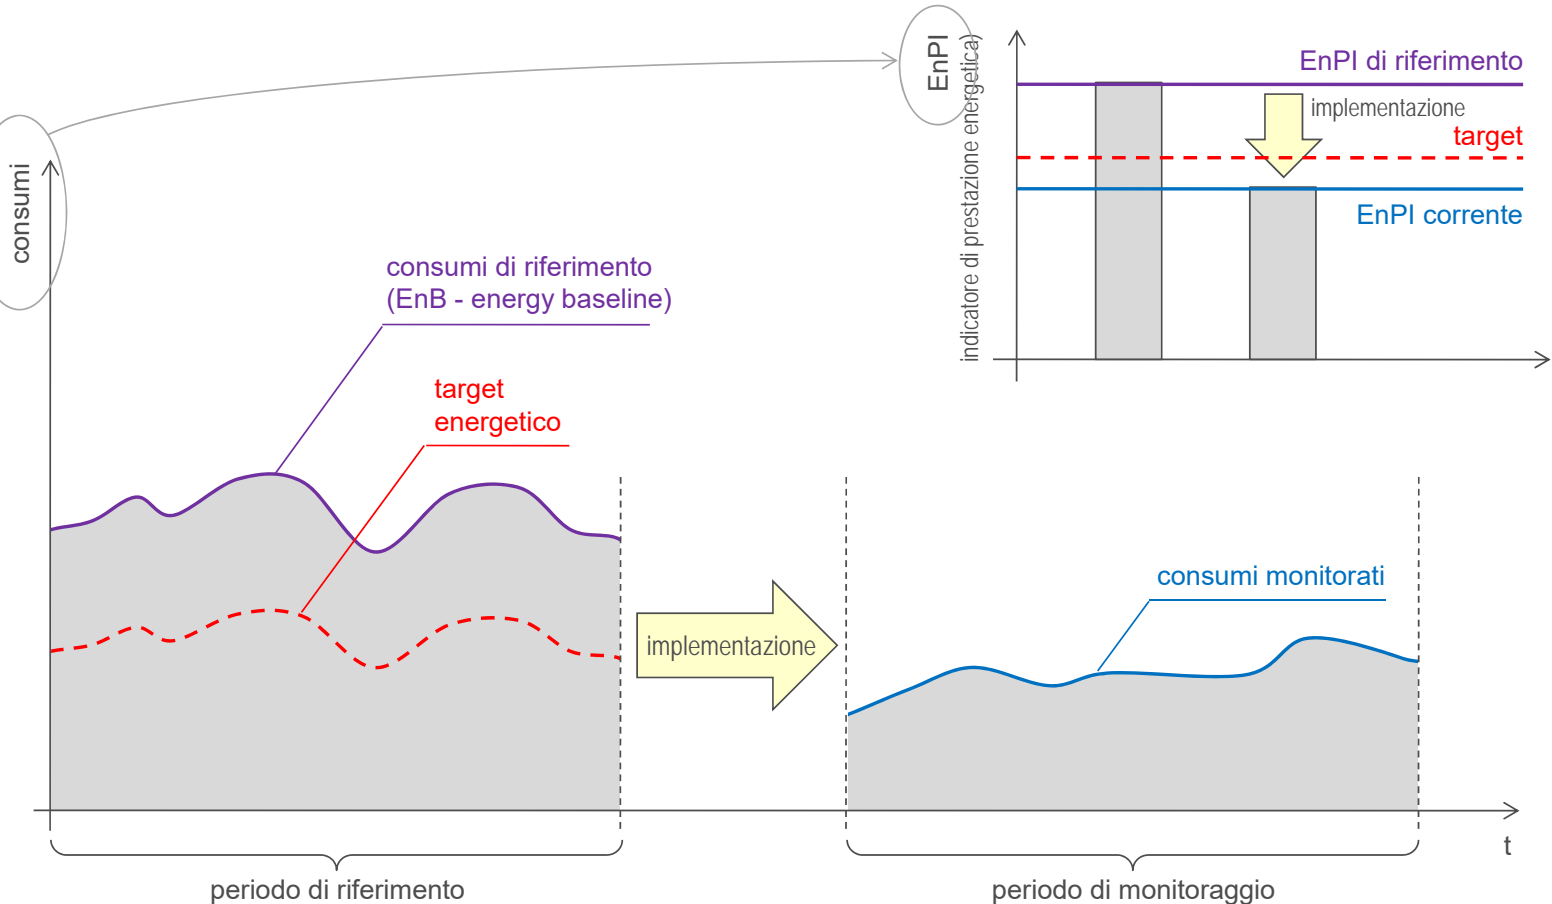 EnPI
indicatore di prestazione energetica)
EnPI di riferimento
implementazione
target
EnPI corrente
consumi
consumi di riferimento
(EnB - energy baseline)
target
energetico
implementazione
consumi monitorati
t
periodo di riferimento
periodo di monitoraggio